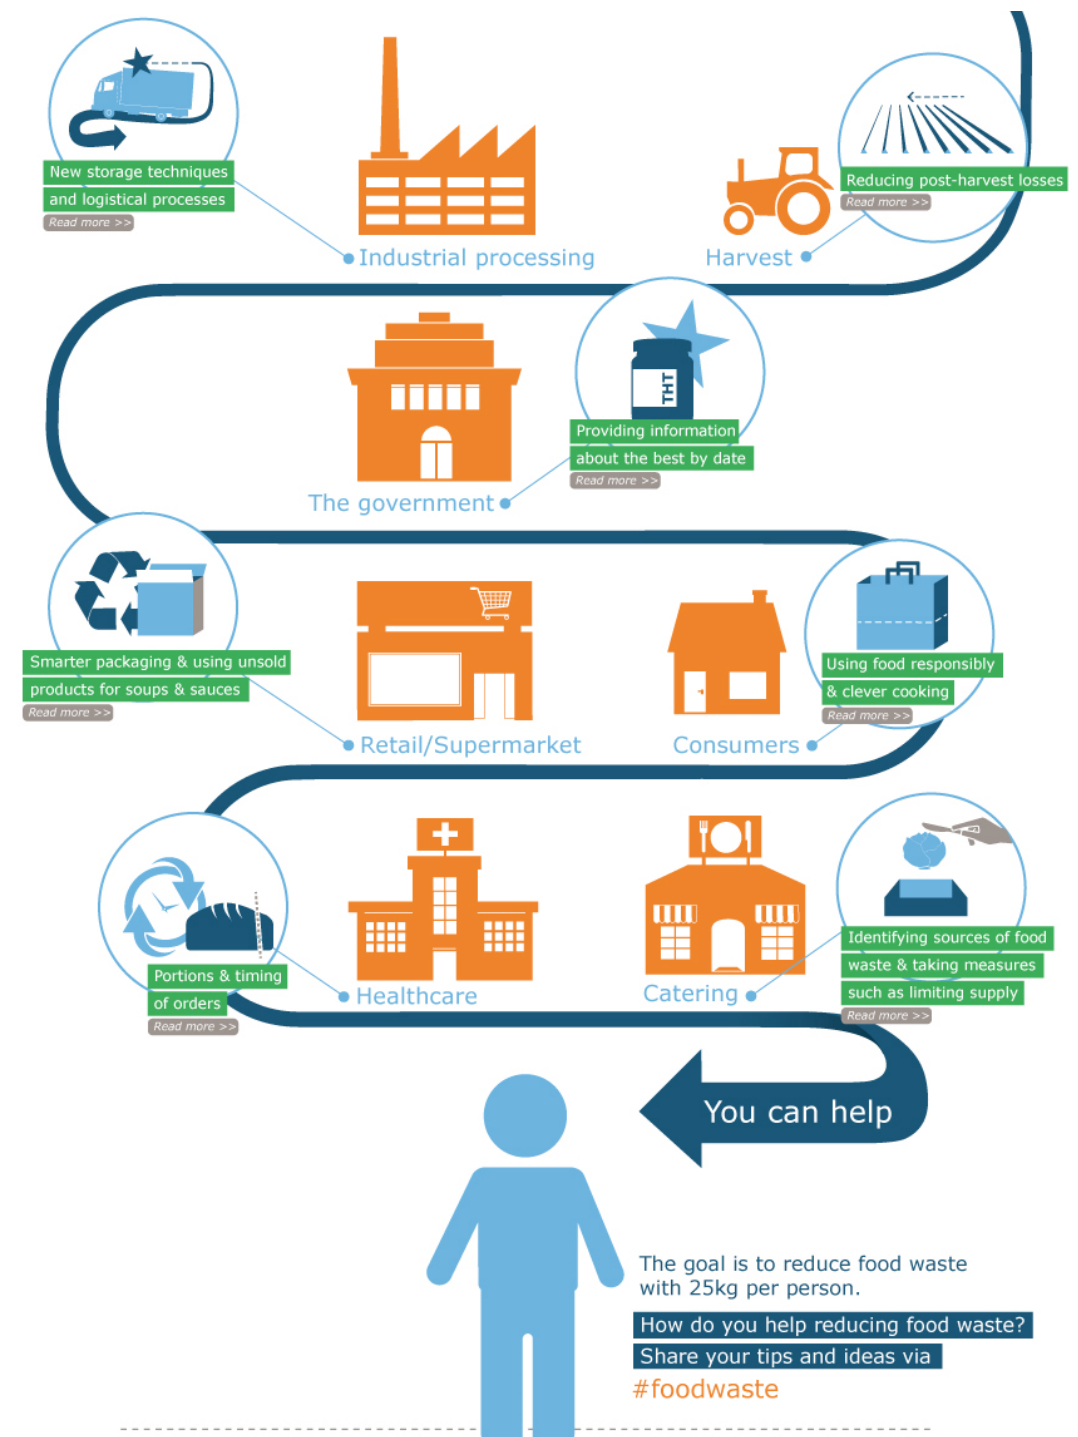 New storage techniques
and logistical processes
Read more >>
Industrial processing
Reducing post-harvest losses
Read more >>
Harvest
THT
Providing information
about the best by date
Read more >>
The government
Smarter packaging & using unsold
products for soups & sauces
Read more >>
Retail/Supermarket
Using food responsibly
& clever cooking
Read more >>
Consumers
Portions & timing
of orders
Read more >>
Healthcare
Identifying sources of food
waste & taking measures
such as limiting supply
Read more >>
Catering
You can help
The goal is to reduce food waste
with 25kg per person.
How do you help reducing food waste?
Share your tips and ideas via
#foodwaste